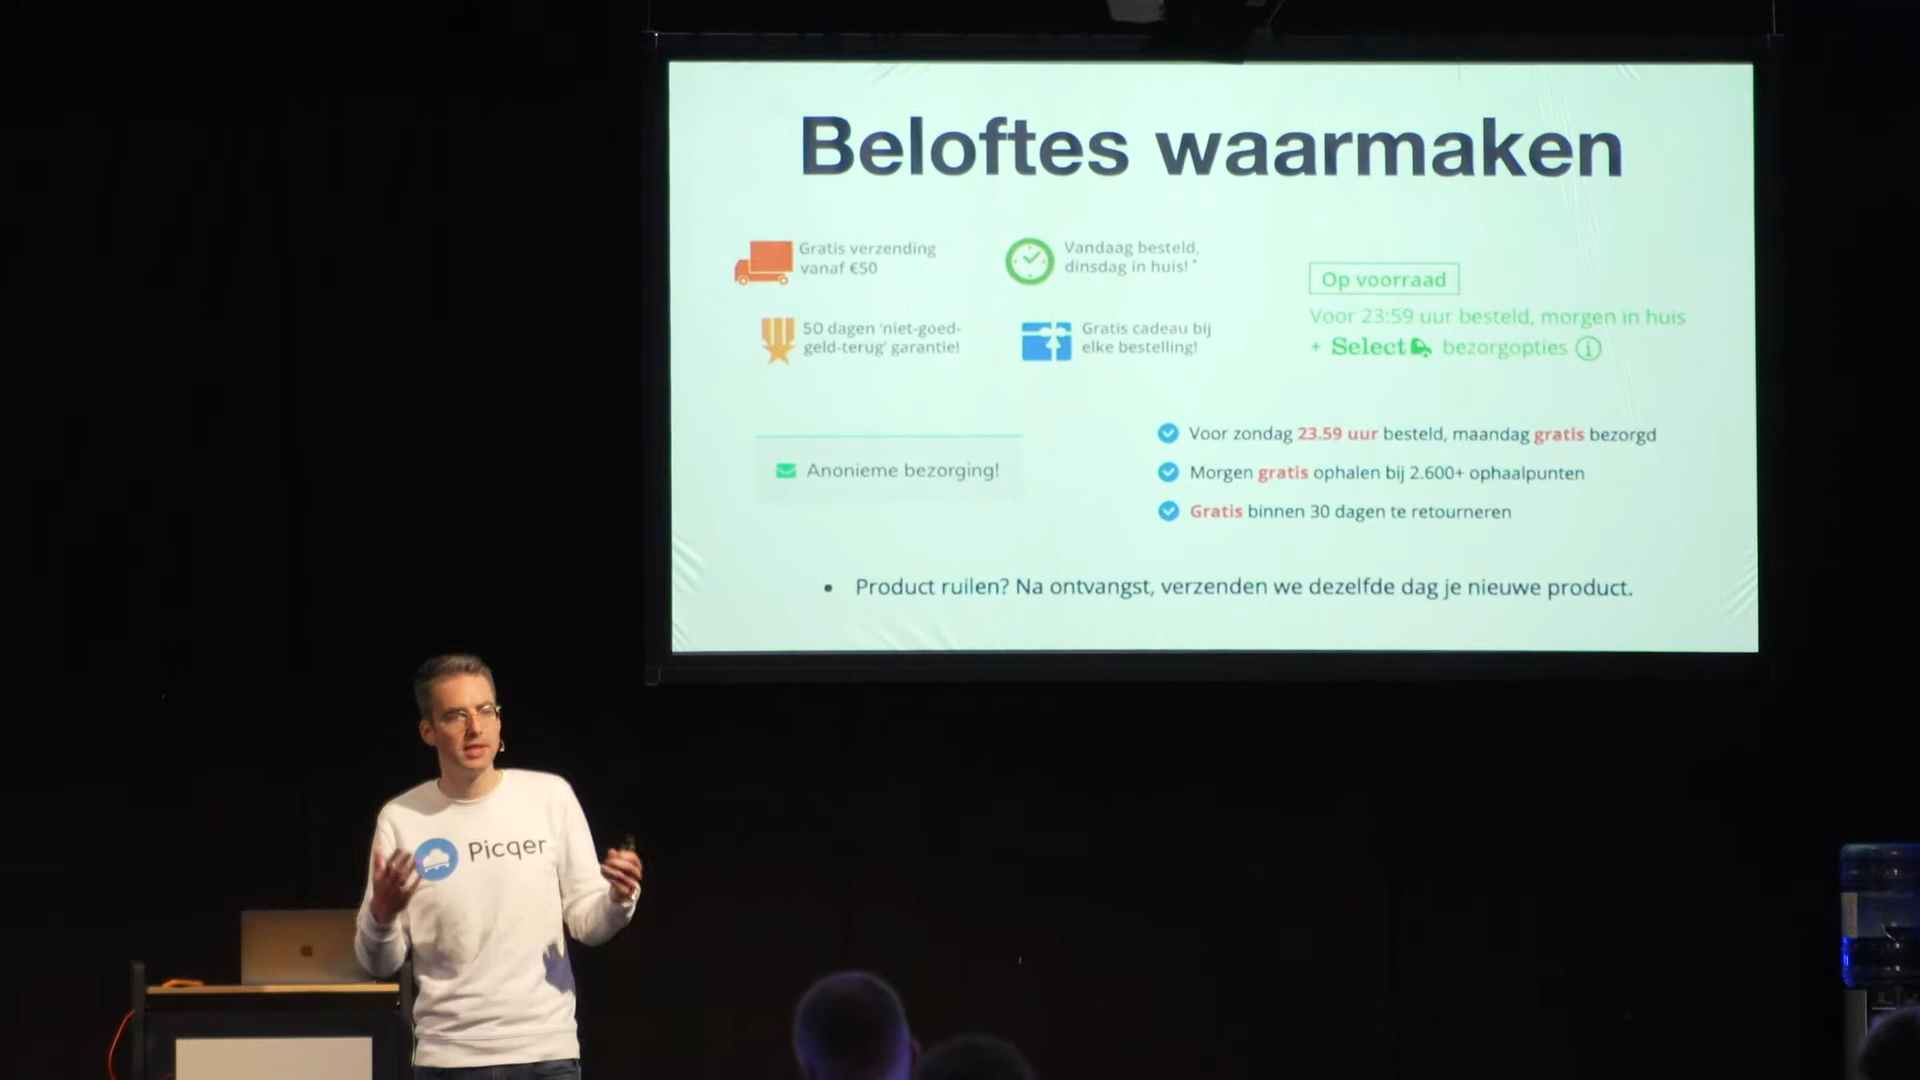 Beloftes waarmaken
Gratis verzending
vanaf €50
Vandaag besteld,
dinsdag in huis! *
50 dagen 'niet-goed-
geld-terug' garantie!
Gratis cadeau bij
elke bestelling!
Op voorraad
Voor 23:59 uur besteld, morgen in huis
+ Select bezorgopties i
Anonieme bezorging!
Voor zondag 23.59 uur besteld, maandag gratis bezorgd
Morgen gratis ophalen bij 2.600+ ophaalpunten
Gratis binnen 30 dagen te retourneren
• Product ruilen? Na ontvangst, verzenden we dezelfde dag je nieuwe product.
Picqer